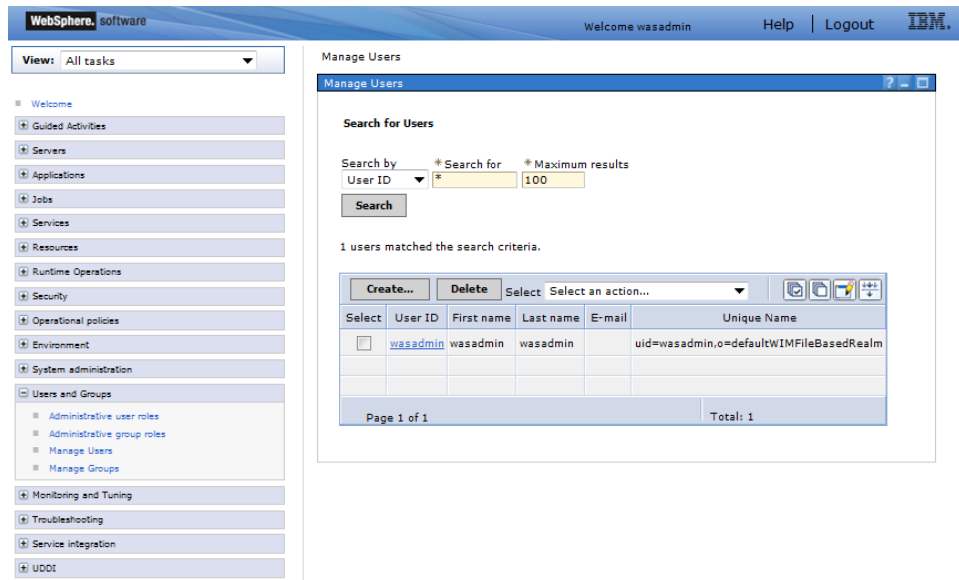 WebSphere. software
Welcome wasadmin
Help
Logout
IBM.
View: All tasks
Welcome
Guided Activities
Servers
Applications
Jobs
Services
Resources
Runtime Operations
Security
Operational policies
Environment
System administration
Users and Groups
Administrative user roles
Administrative group roles
Manage Users
Manage Groups
Monitoring and Tuning
Troubleshooting
Service integration
UDDI
Manage Users
Manage Users
?
Search for Users
Search by * Search for * Maximum results
User ID * 100
Search
1 users matched the search criteria.
Create... Delete Select Select an action...
Select User ID First name Last name E-mail Unique Name
wasadmin wasadmin wasadmin uid=wasadmin,o=defaultWIMFileBasedRealm
Page 1 of 1 Total: 1